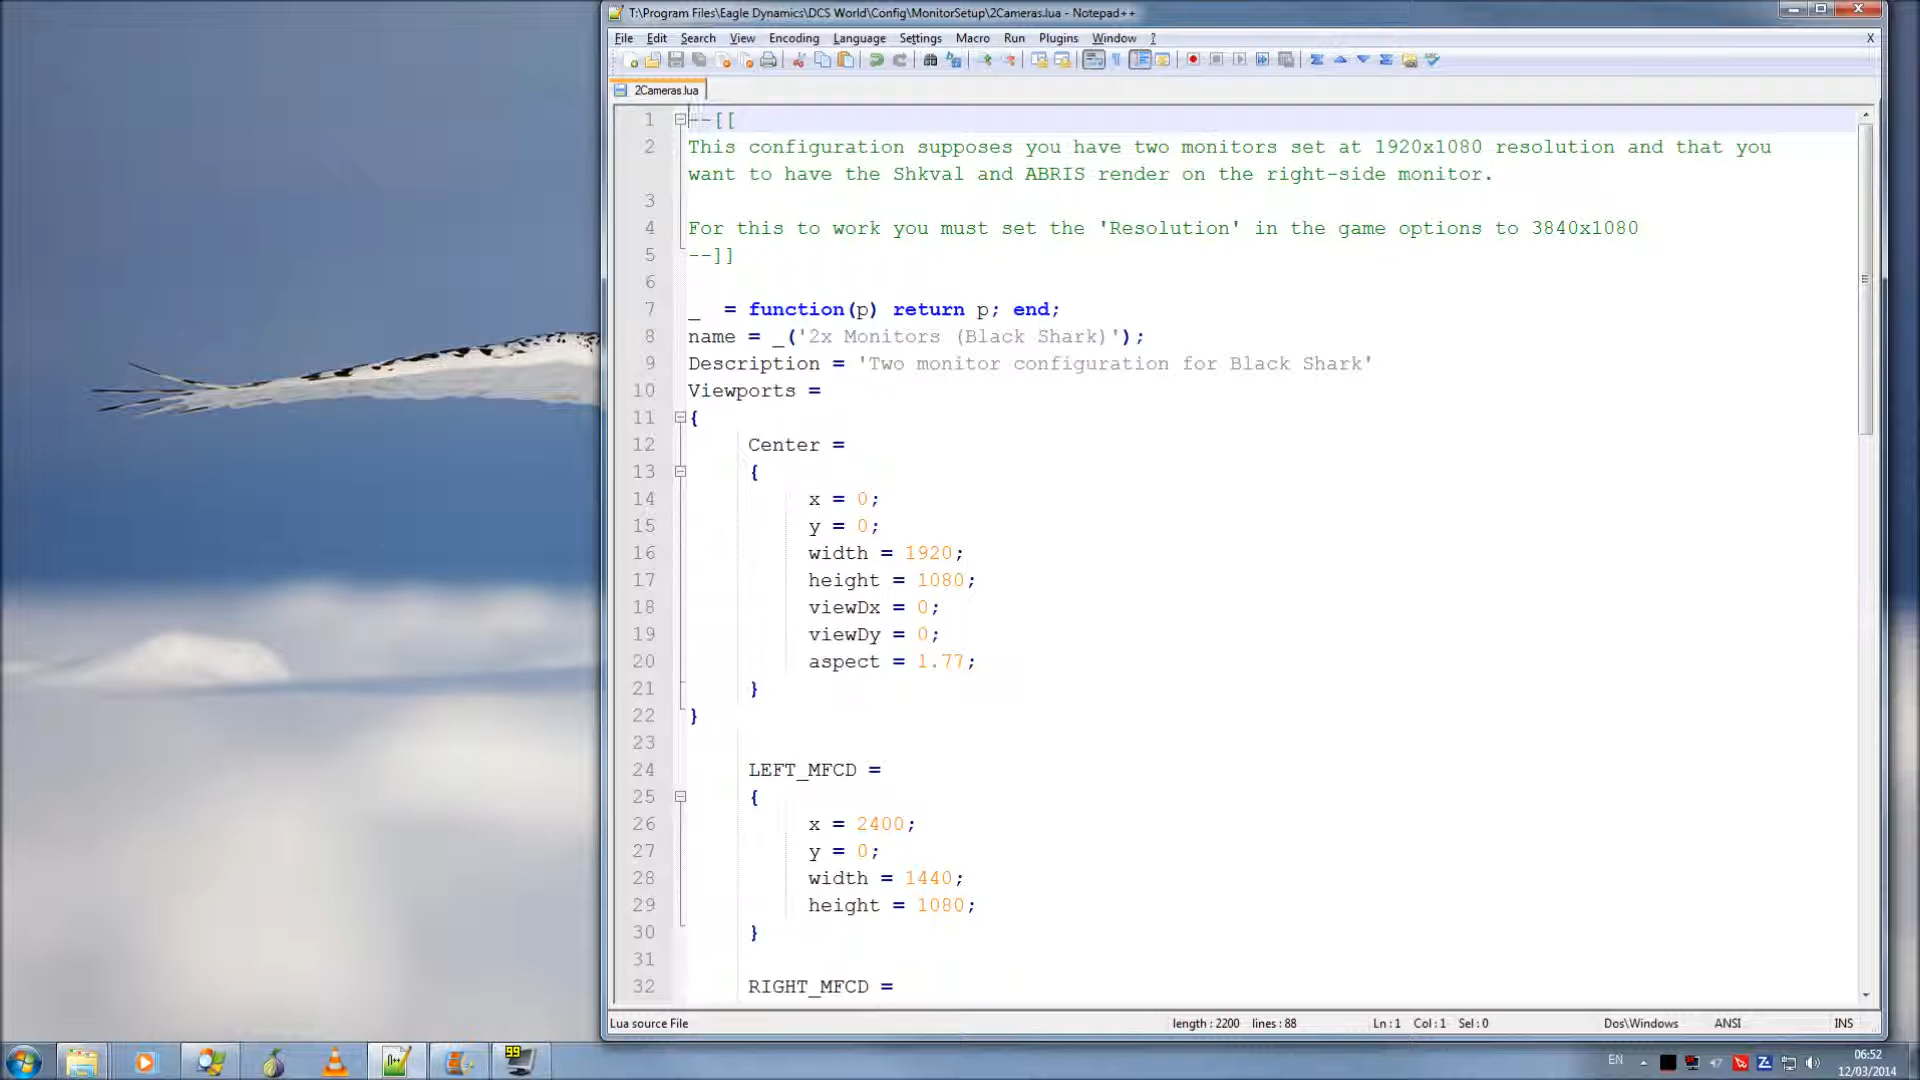 T:\Program Files\Eagle Dynamics\DCS World\Config\MonitorSetup\2Cameras.lua - Notepad++
File Edit Search View Encoding Language Settings Macro Run Plugins Window ? X
2Cameras.lua
1 --[[
2 This configuration supposes you have two monitors set at 1920x1080 resolution and that you
want to have the Shkval and ABRIS render on the right-side monitor.
3
4 For this to work you must set the 'Resolution' in the game options to 3840x1080
5 --]]
6
7 _ = function(p) return p; end;
8 name = _('2x Monitors (Black Shark)');
9 Description = 'Two monitor configuration for Black Shark'
10 Viewports =
11 {
12 Center =
13 {
14 x = 0;
15 y = 0;
16 width = 1920;
17 height = 1080;
18 viewDx = 0;
19 viewDy = 0;
20 aspect = 1.77;
21 }
22 }
23
24 LEFT_MFCD =
25 {
26 x = 2400;
27 y = 0;
28 width = 1440;
29 height = 1080;
30 }
31
32 RIGHT_MFCD =
Lua source File length : 2200 lines : 88 Ln : 1 Col : 1 Sel : 0 Dos\Windows ANSI INS
99
EN
06:52
12/03/2014